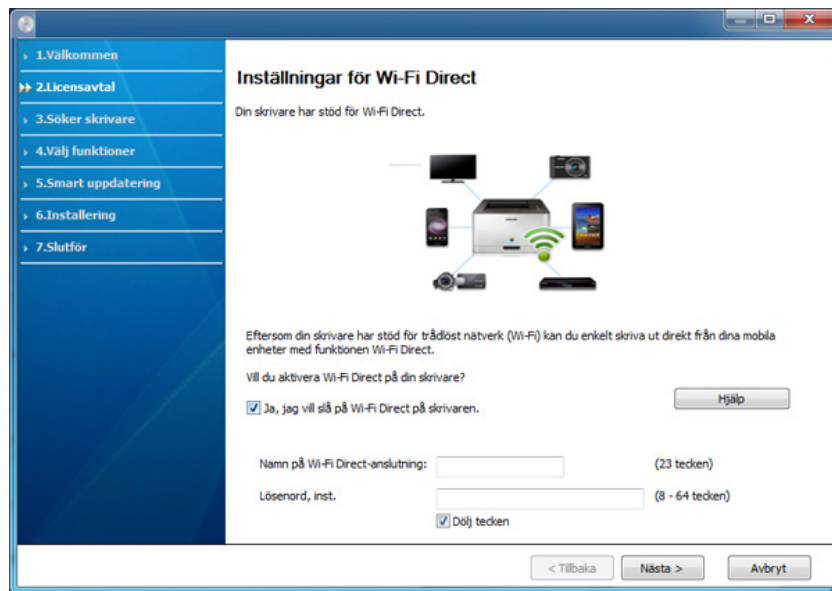 1.Välkommen
2.Licensavtal
3.Söker skrivare
4.Välj funktioner
5.Smart uppdatering
6.Installering
7.Slutför
Inställningar för Wi-Fi Direct
Din skrivare har stöd för Wi-Fi Direct.
Eftersom din skrivare har stöd för trådlöst nätverk (Wi-Fi) kan du enkelt skriva ut direkt från dina mobila
enheter med funktionen Wi-Fi Direct.
Vill du aktivera Wi-Fi Direct på din skrivare?
Ja, jag vill slå på Wi-Fi Direct på skrivaren.
Hjälp
Namn på Wi-Fi Direct-anslutning: (23 tecken)
Lösenord, inst. (8 - 64 tecken)
Dölj tecken
< Tillbaka Nästa > Avbryt